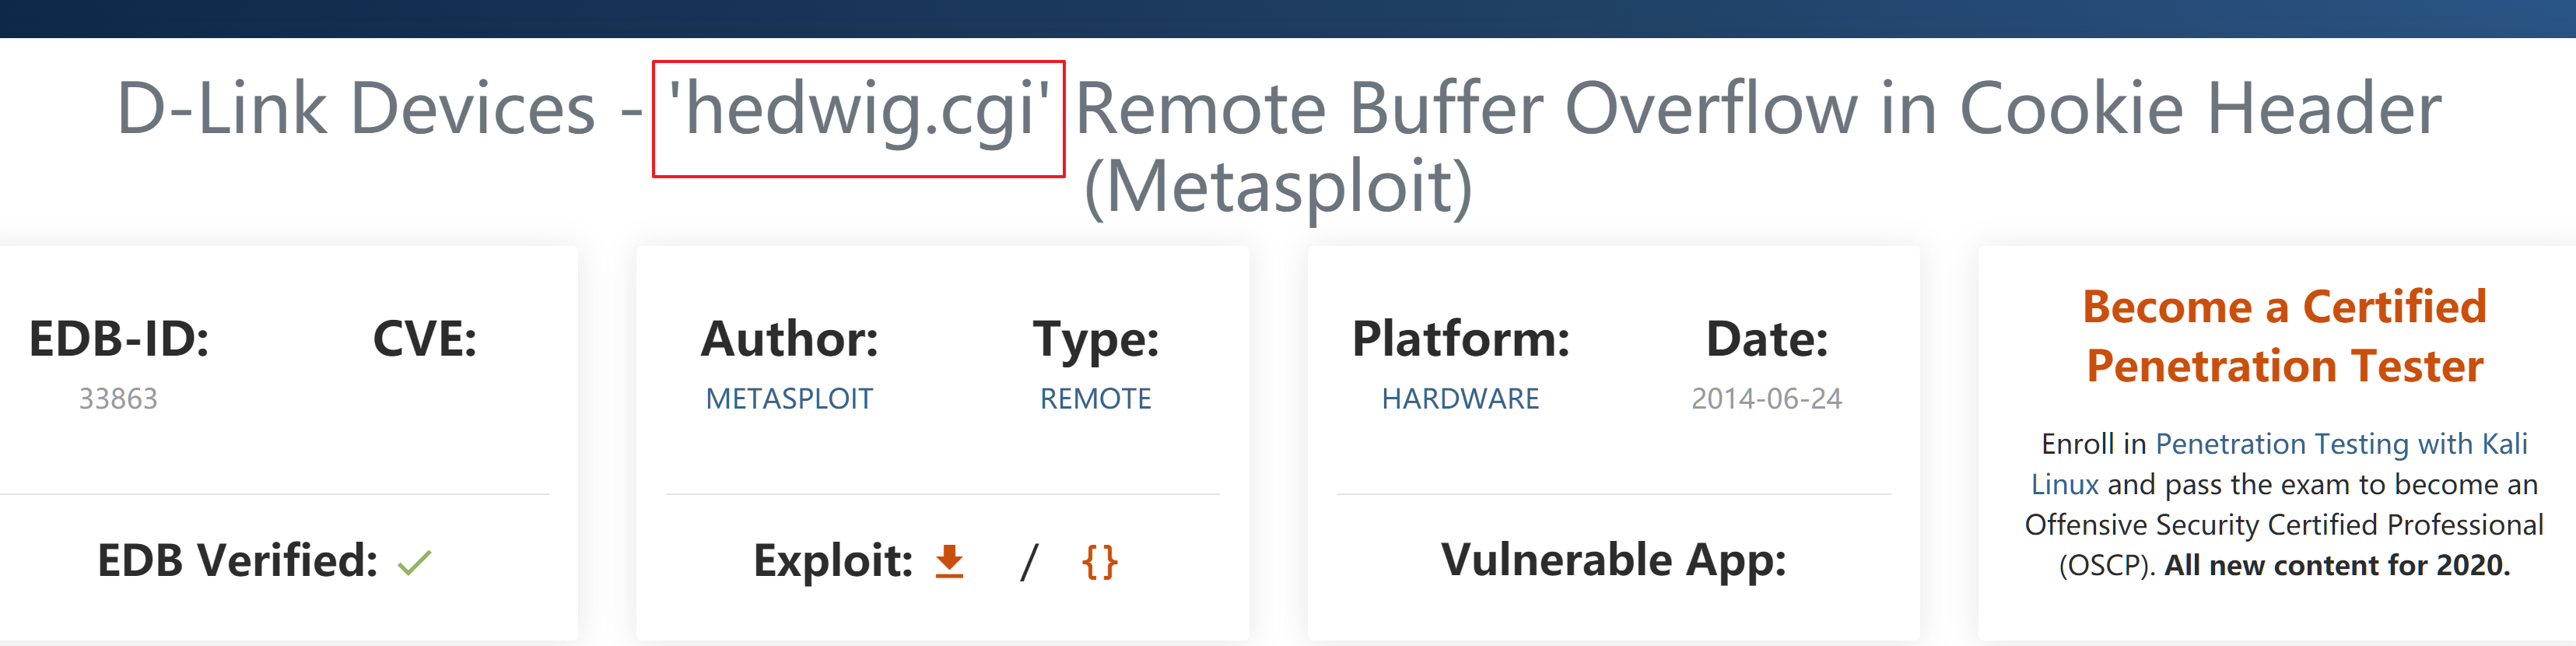 D-Link Devices - 'hedwig.cgi' Remote Buffer Overflow in Cookie Header
(Metasploit)
EDB-ID:
33863
CVE:
EDB Verified:
Author:
METASPLOIT
Type:
REMOTE
Exploit: / {}
Platform:
HARDWARE
Date:
2014-06-24
Vulnerable App:
Become a Certified
Penetration Tester
Enroll in Penetration Testing with Kali
Linux and pass the exam to become an
Offensive Security Certified Professional
(OSCP). All new content for 2020.